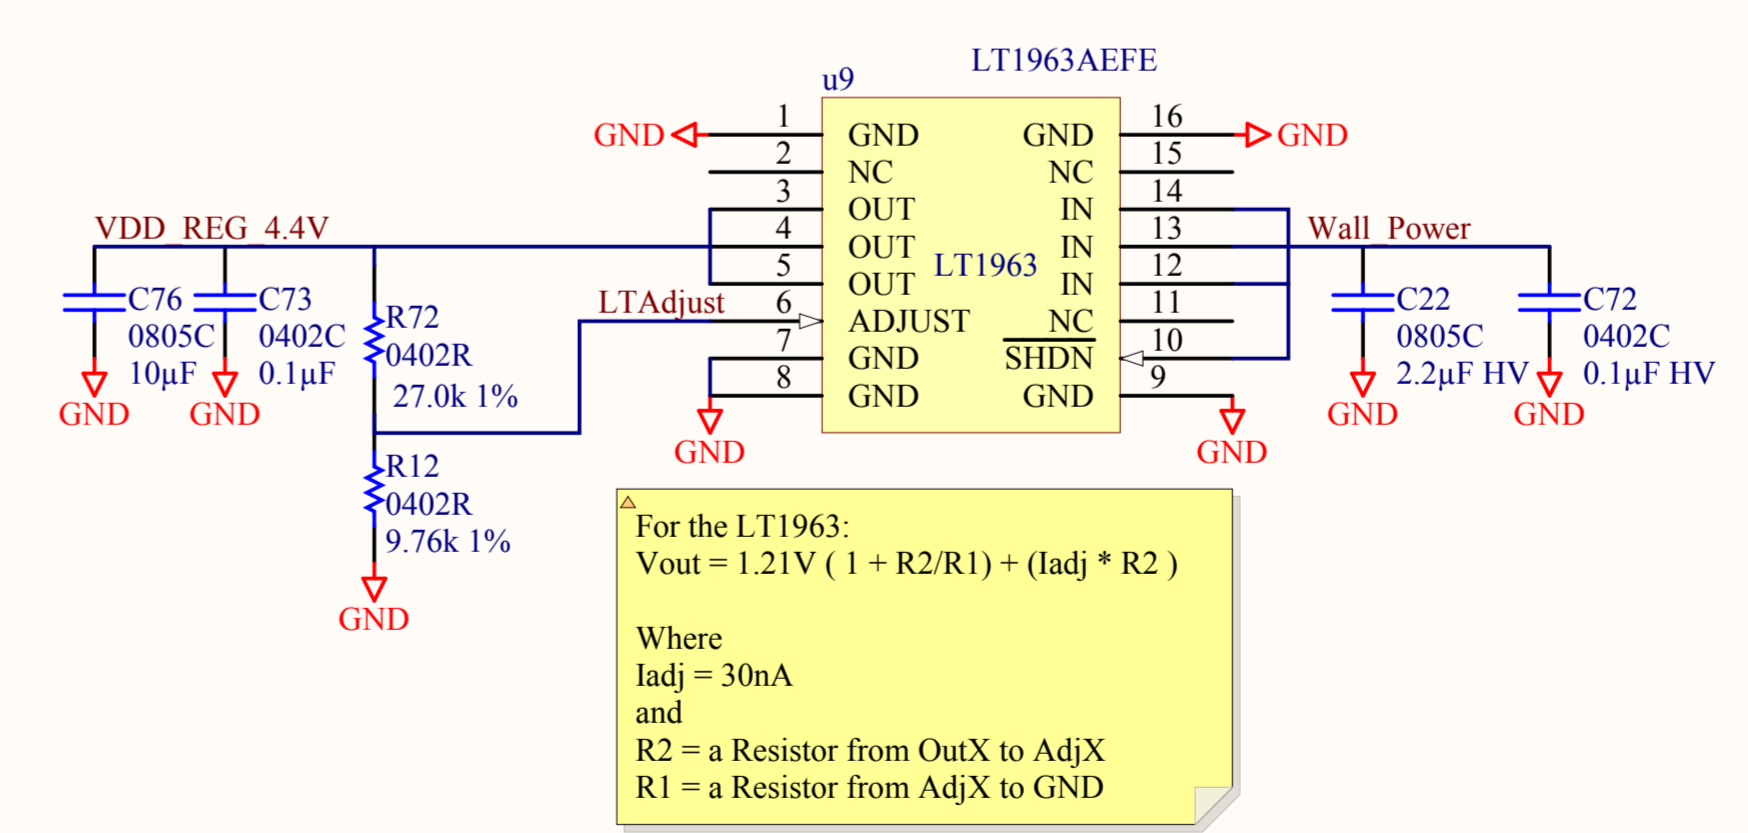 LT1963AEFE
u9
GND 1 GND GND 16 GND
2 NC NC 15
3 OUT IN 14
VDD_REG_4.4V 4 OUT IN 13 Wall_Power
5 OUT LT1963 IN 12
LTAdjust 6 ADJUST NC 11
7 GND SHDN 10
8 GND GND 9
C76
0805C
10µF
GND
C73
0402C
0.1µF
GND
R72
0402R
27.0k 1%
R12
0402R
9.76k 1%
GND
GND
GND
C22
0805C
2.2µF HV
GND
C72
0402C
0.1µF HV
GND
For the LT1963:
Vout = 1.21V ( 1 + R2/R1) + (Iadj * R2 )
Where
Iadj = 30nA
and
R2 = a Resistor from OutX to AdjX
R1 = a Resistor from AdjX to GND